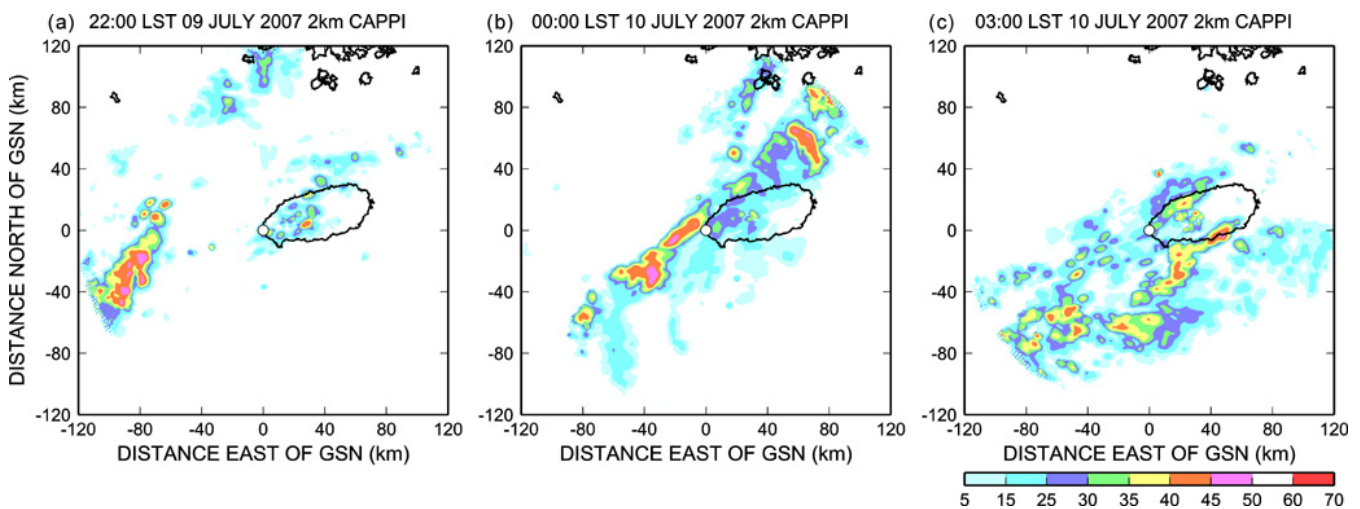 (a) 22:00 LST 09 JULY 2007 2km CAPPI
(b) 00:00 LST 10 JULY 2007 2km CAPPI
(c) 03:00 LST 10 JULY 2007 2km CAPPI
DISTANCE NORTH OF GSN (km)
120
80
40
0
-40
-80
-120
-120 -80 -40 0 40 80 120
DISTANCE EAST OF GSN (km)
120
80
40
0
-40
-80
-120
-120 -80 -40 0 40 80 120
DISTANCE EAST OF GSN (km)
120
80
40
0
-40
-80
-120
-120 -80 -40 0 40 80 120
DISTANCE EAST OF GSN (km)
5 15 25 30 35 40 45 50 60 70